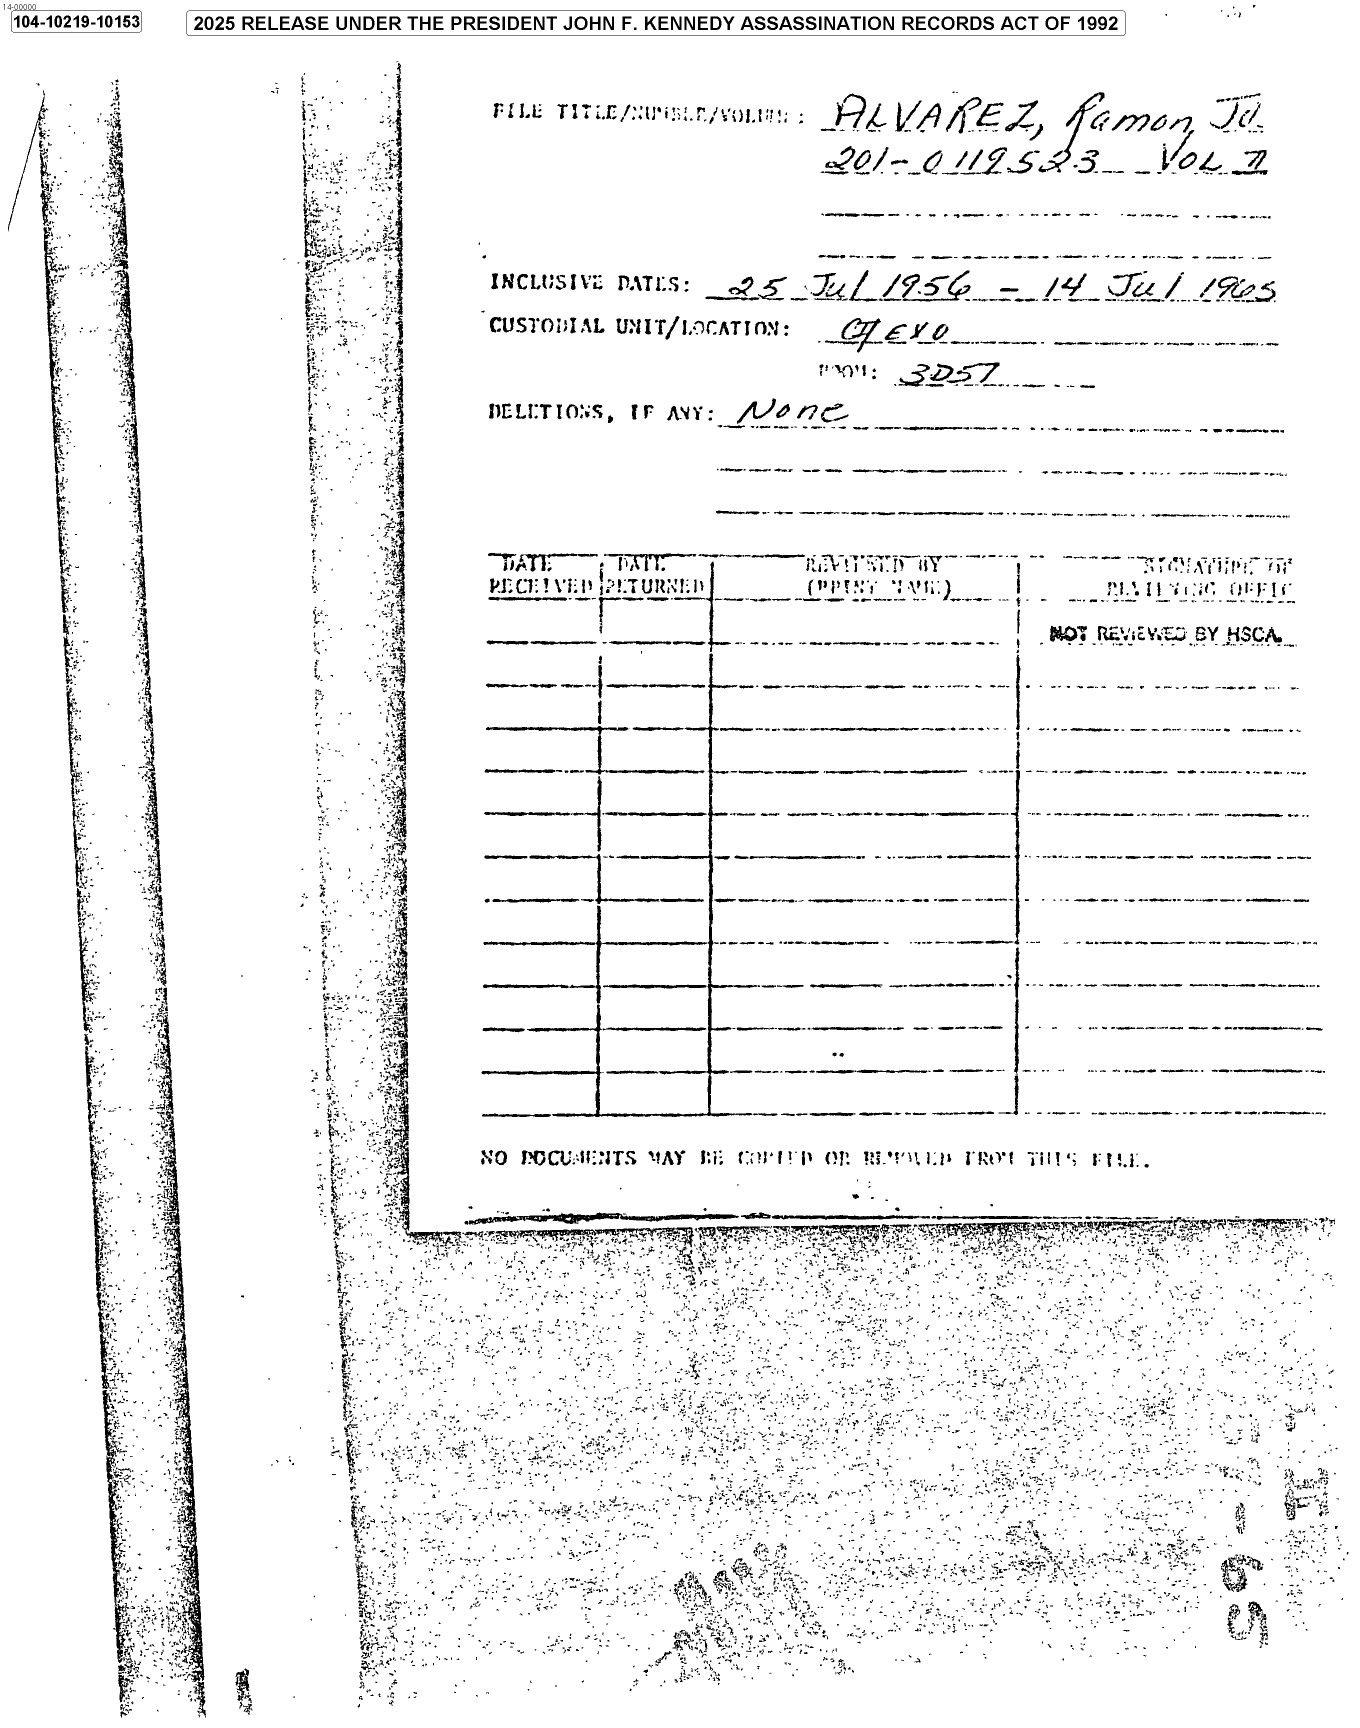 14-00000
104-10219-10153
2025 RELEASE UNDER THE PRESIDENT JOHN F. KENNEDY ASSASSINATION RECORDS ACT OF 1992
FILE TITLE/NUMBER/VOLUME: ALVAREZ, Ramon, Jd.
201-0119523 VOL II
INCLUSIVE DATES: 25 Jul 1956 - 14 Jul 1965
CUSTODIAL UNIT/LOCATION: CI/EXO
ROOM: 3D57
DELETIONS, IF ANY: None
DATE RECEIVED
DATE RETURNED
REVIEWED BY (PRINT NAME)
SIGNATURE OF REVIEWING OFFIC
NOT REVIEWED BY HSCA.
NO DOCUMENTS MAY BE COPIED OR REMOVED FROM THIS FILE.